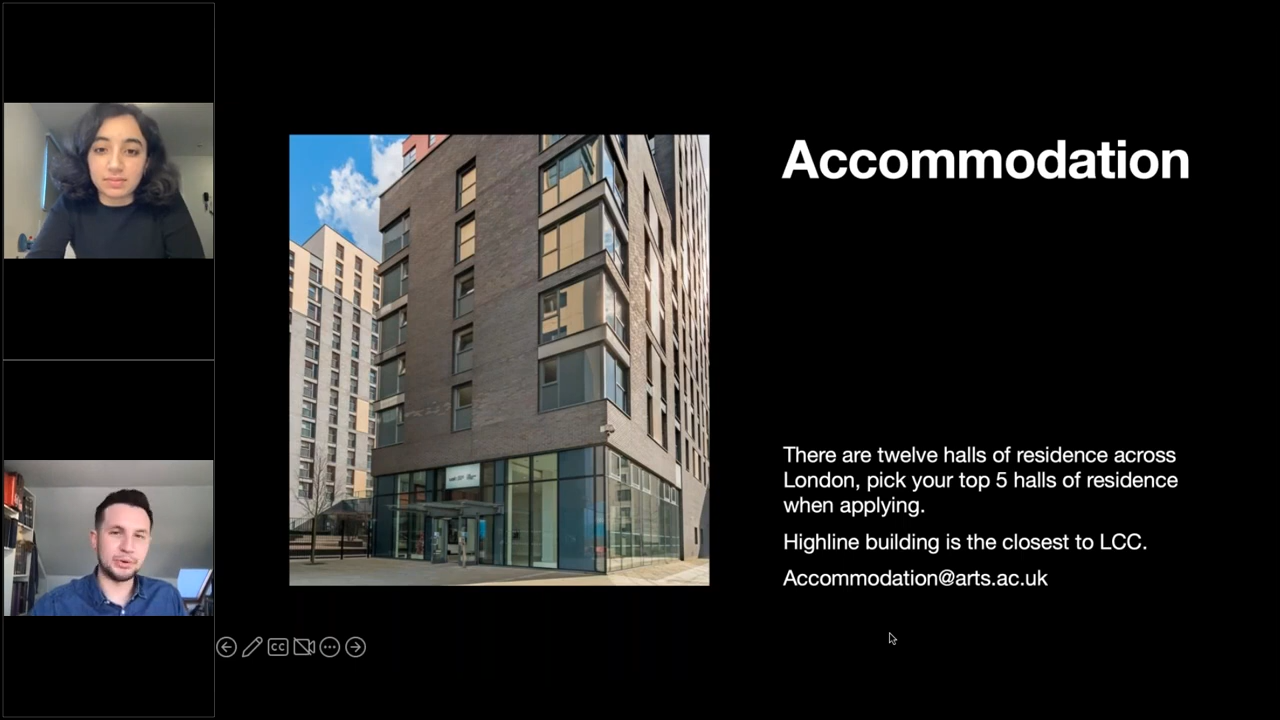 Accommodation
There are twelve halls of residence across
London, pick your top 5 halls of residence
when applying.
Highline building is the closest to LCC.
Accommodation@arts.ac.uk
CC